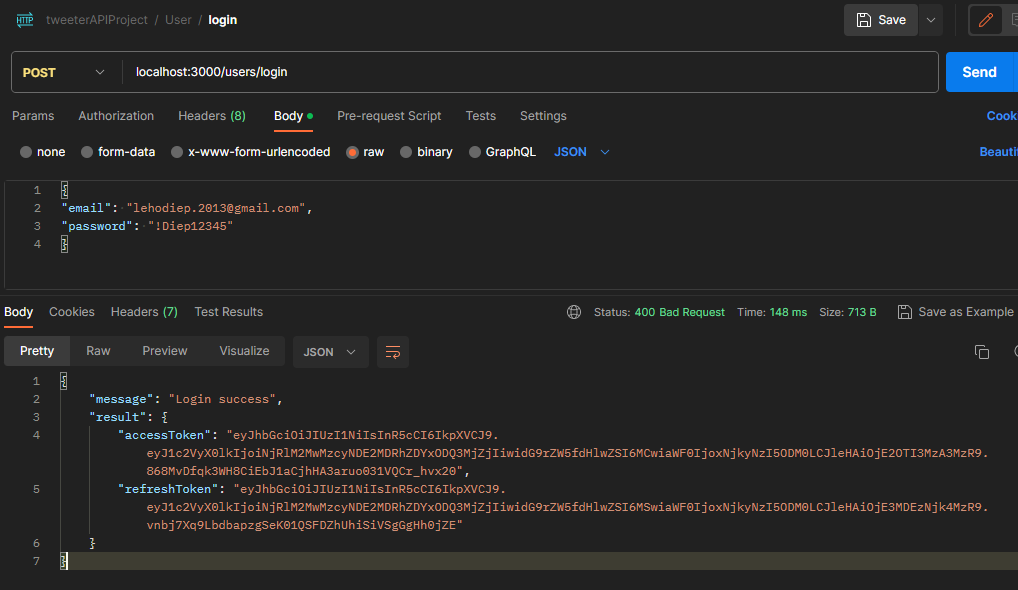 HTTP tweeterAPIProject / User / login Save
POST localhost:3000/users/login Send
Params Authorization Headers (8) Body Pre-request Script Tests Settings Cook
none form-data x-www-form-urlencoded raw binary GraphQL JSON Beauti
1 {
2 "email": "lehodiep.2013@gmail.com",
3 "password": "!Diep12345"
4 }
Body Cookies Headers (7) Test Results Status: 400 Bad Request Time: 148 ms Size: 713 B Save as Example
Pretty Raw Preview Visualize JSON
1 {
2 "message": "Login success",
3 "result": {
4 "accessToken": "eyJhbGciOiJIUzI1NiIsInR5cCI6IkpXVCJ9.
eyJ1c2VyX0lkIjoiNjRlM2MwMzcyNDE2MDRhZDYxODQ3MjZjIiwidG9rZW5fdHlwZSI6MCwiaWF0IjoxNjkyNzI5ODM0LCJleHAiOjE2OTI3MzA3MzR9.
868MvDfqk3WH8CiEbJ1aCjhHA3aruo031VQCr_hvx20",
5 "refreshToken": "eyJhbGciOiJIUzI1NiIsInR5cCI6IkpXVCJ9.
eyJ1c2VyX0lkIjoiNjRlM2MwMzcyNDE2MDRhZDYxODQ3MjZjIiwidG9rZW5fdHlwZSI6MSwiaWF0IjoxNjkyNzI5ODM0LCJleHAiOjE3MDEzNjk4MzR9.
vnbj7Xq9LbdbapzgSeK01QSFDZhUhiSiVSgGgHh0jZE"
6 }
7 }